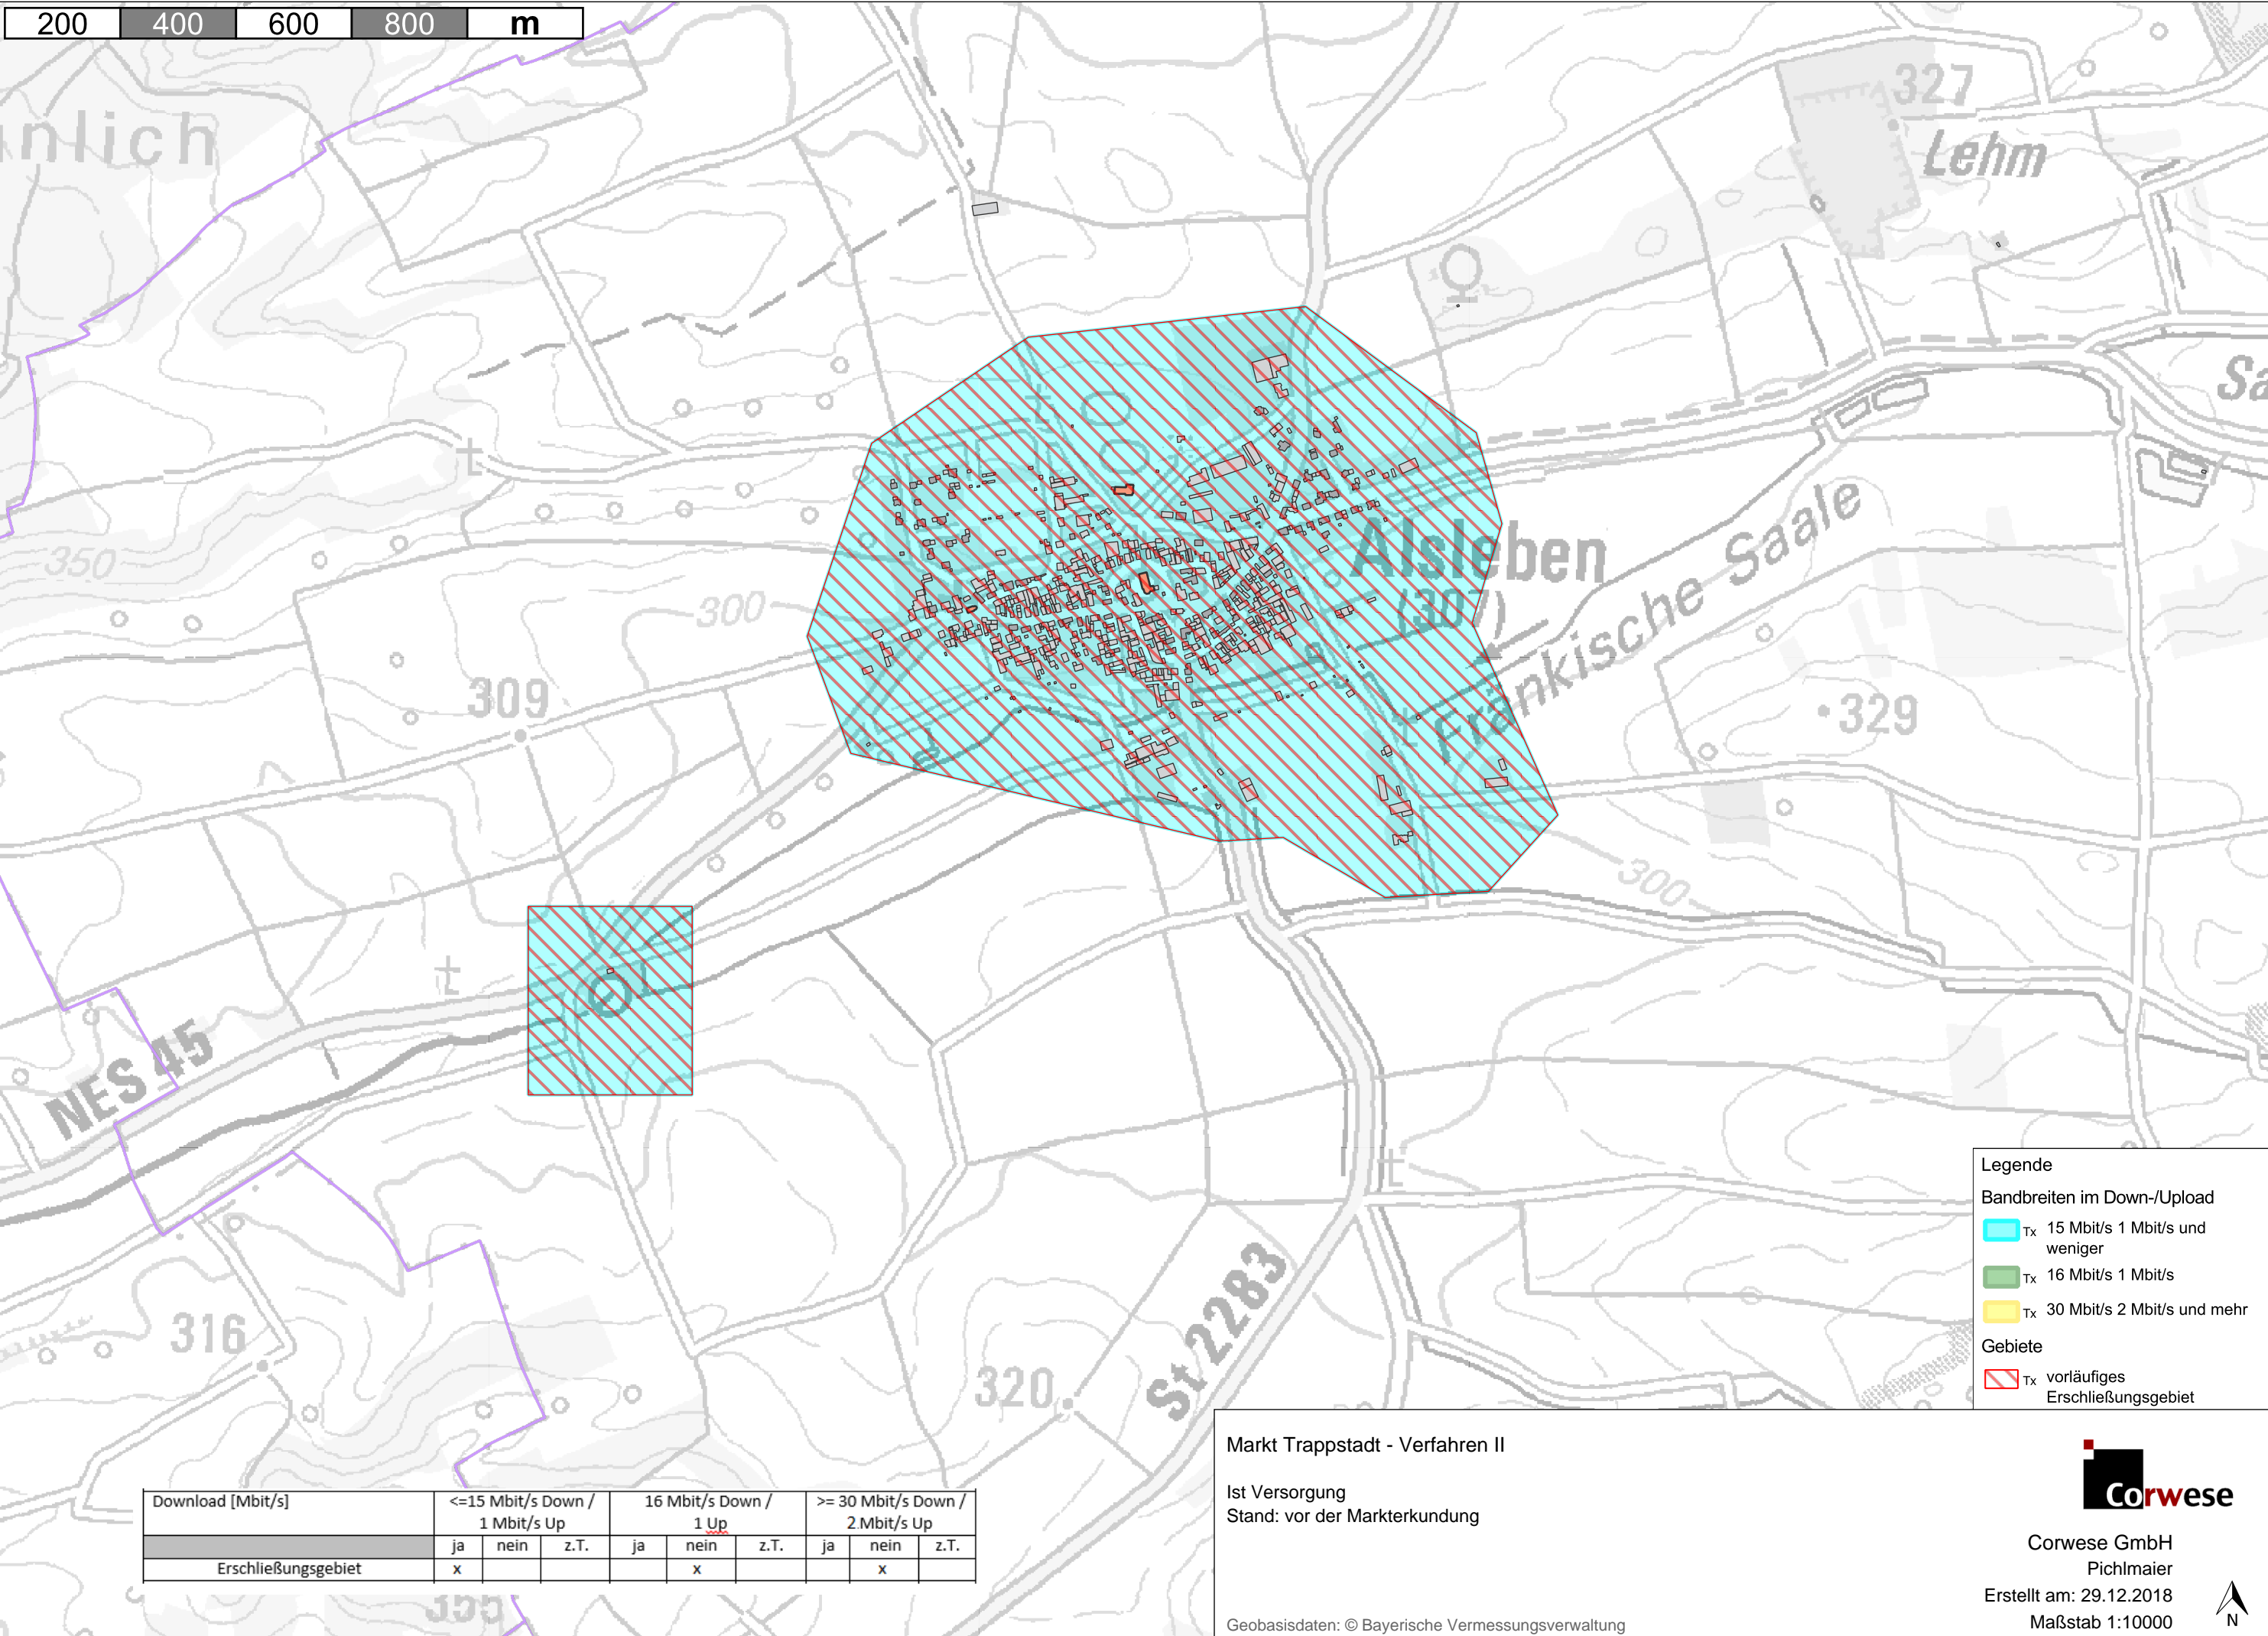 200 400 600 800 m
nlich
327
Lehm
Sa
350
300
Alsleben
(307)
Fränkische Saale
309
329
300
NES 45
316
320
St 2283
355
Legende
Bandbreiten im Down-/Upload
Tx 15 Mbit/s 1 Mbit/s und
weniger
Tx 16 Mbit/s 1 Mbit/s
Tx 30 Mbit/s 2 Mbit/s und mehr
Gebiete
Tx vorläufiges
Erschließungsgebiet
Download [Mbit/s] <=15 Mbit/s Down / 16 Mbit/s Down / >= 30 Mbit/s Down /
1 Mbit/s Up 1 Up 2 Mbit/s Up
ja nein z.T. ja nein z.T. ja nein z.T.
Erschließungsgebiet x x x
Markt Trappstadt - Verfahren II
Ist Versorgung
Stand: vor der Markterkundung
Geobasisdaten: © Bayerische Vermessungsverwaltung
Corwese
Corwese GmbH
Pichlmaier
Erstellt am: 29.12.2018
Maßstab 1:10000
N